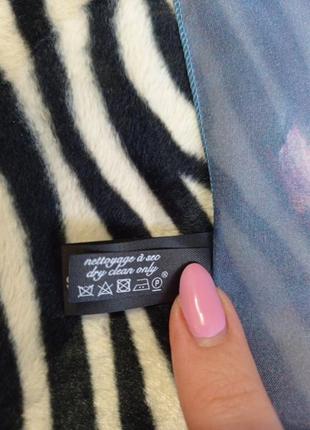 nettoyage à sec
dry clean only
P ®